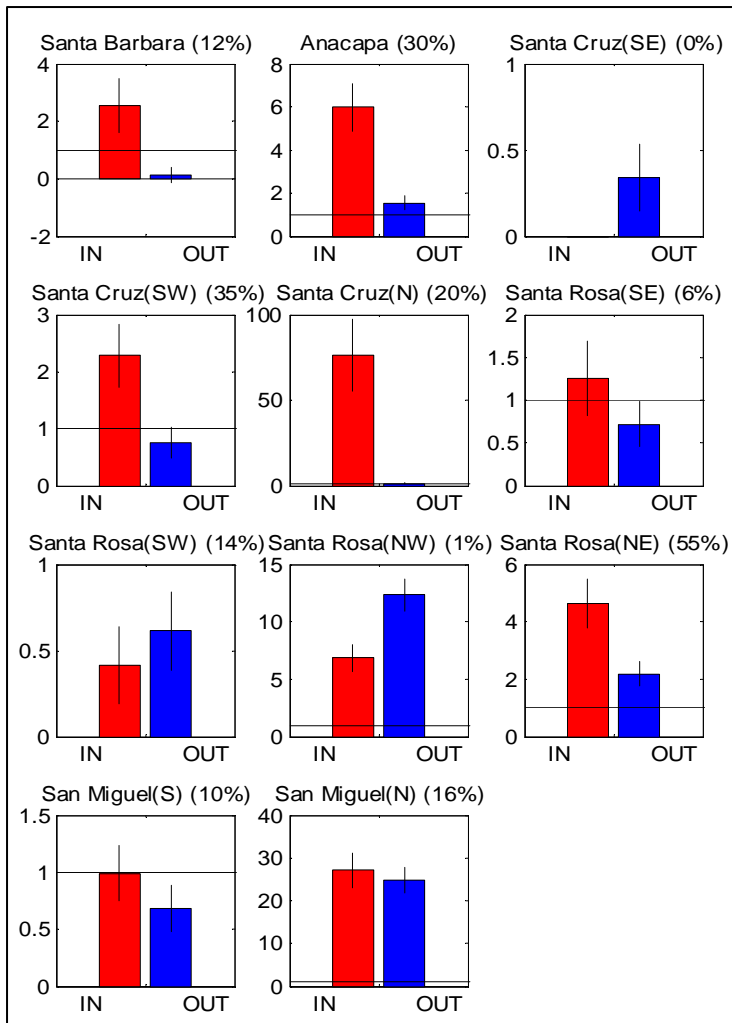 Santa Barbara (12%)
4
2
0
-2
IN OUT
Anacapa (30%)
8
6
4
2
0
IN OUT
Santa Cruz(SE) (0%)
1
0.5
0
IN OUT
Santa Cruz(SW) (35%)
3
2
1
0
IN OUT
Santa Cruz(N) (20%)
100
50
0
IN OUT
Santa Rosa(SE) (6%)
2
1.5
1
0.5
0
IN OUT
Santa Rosa(SW) (14%)
1
0.5
0
IN OUT
Santa Rosa(NW) (1%)
15
10
5
0
IN OUT
Santa Rosa(NE) (55%)
6
4
2
0
IN OUT
San Miguel(S) (10%)
1.5
1
0.5
0
IN OUT
San Miguel(N) (16%)
40
30
20
10
0
IN OUT